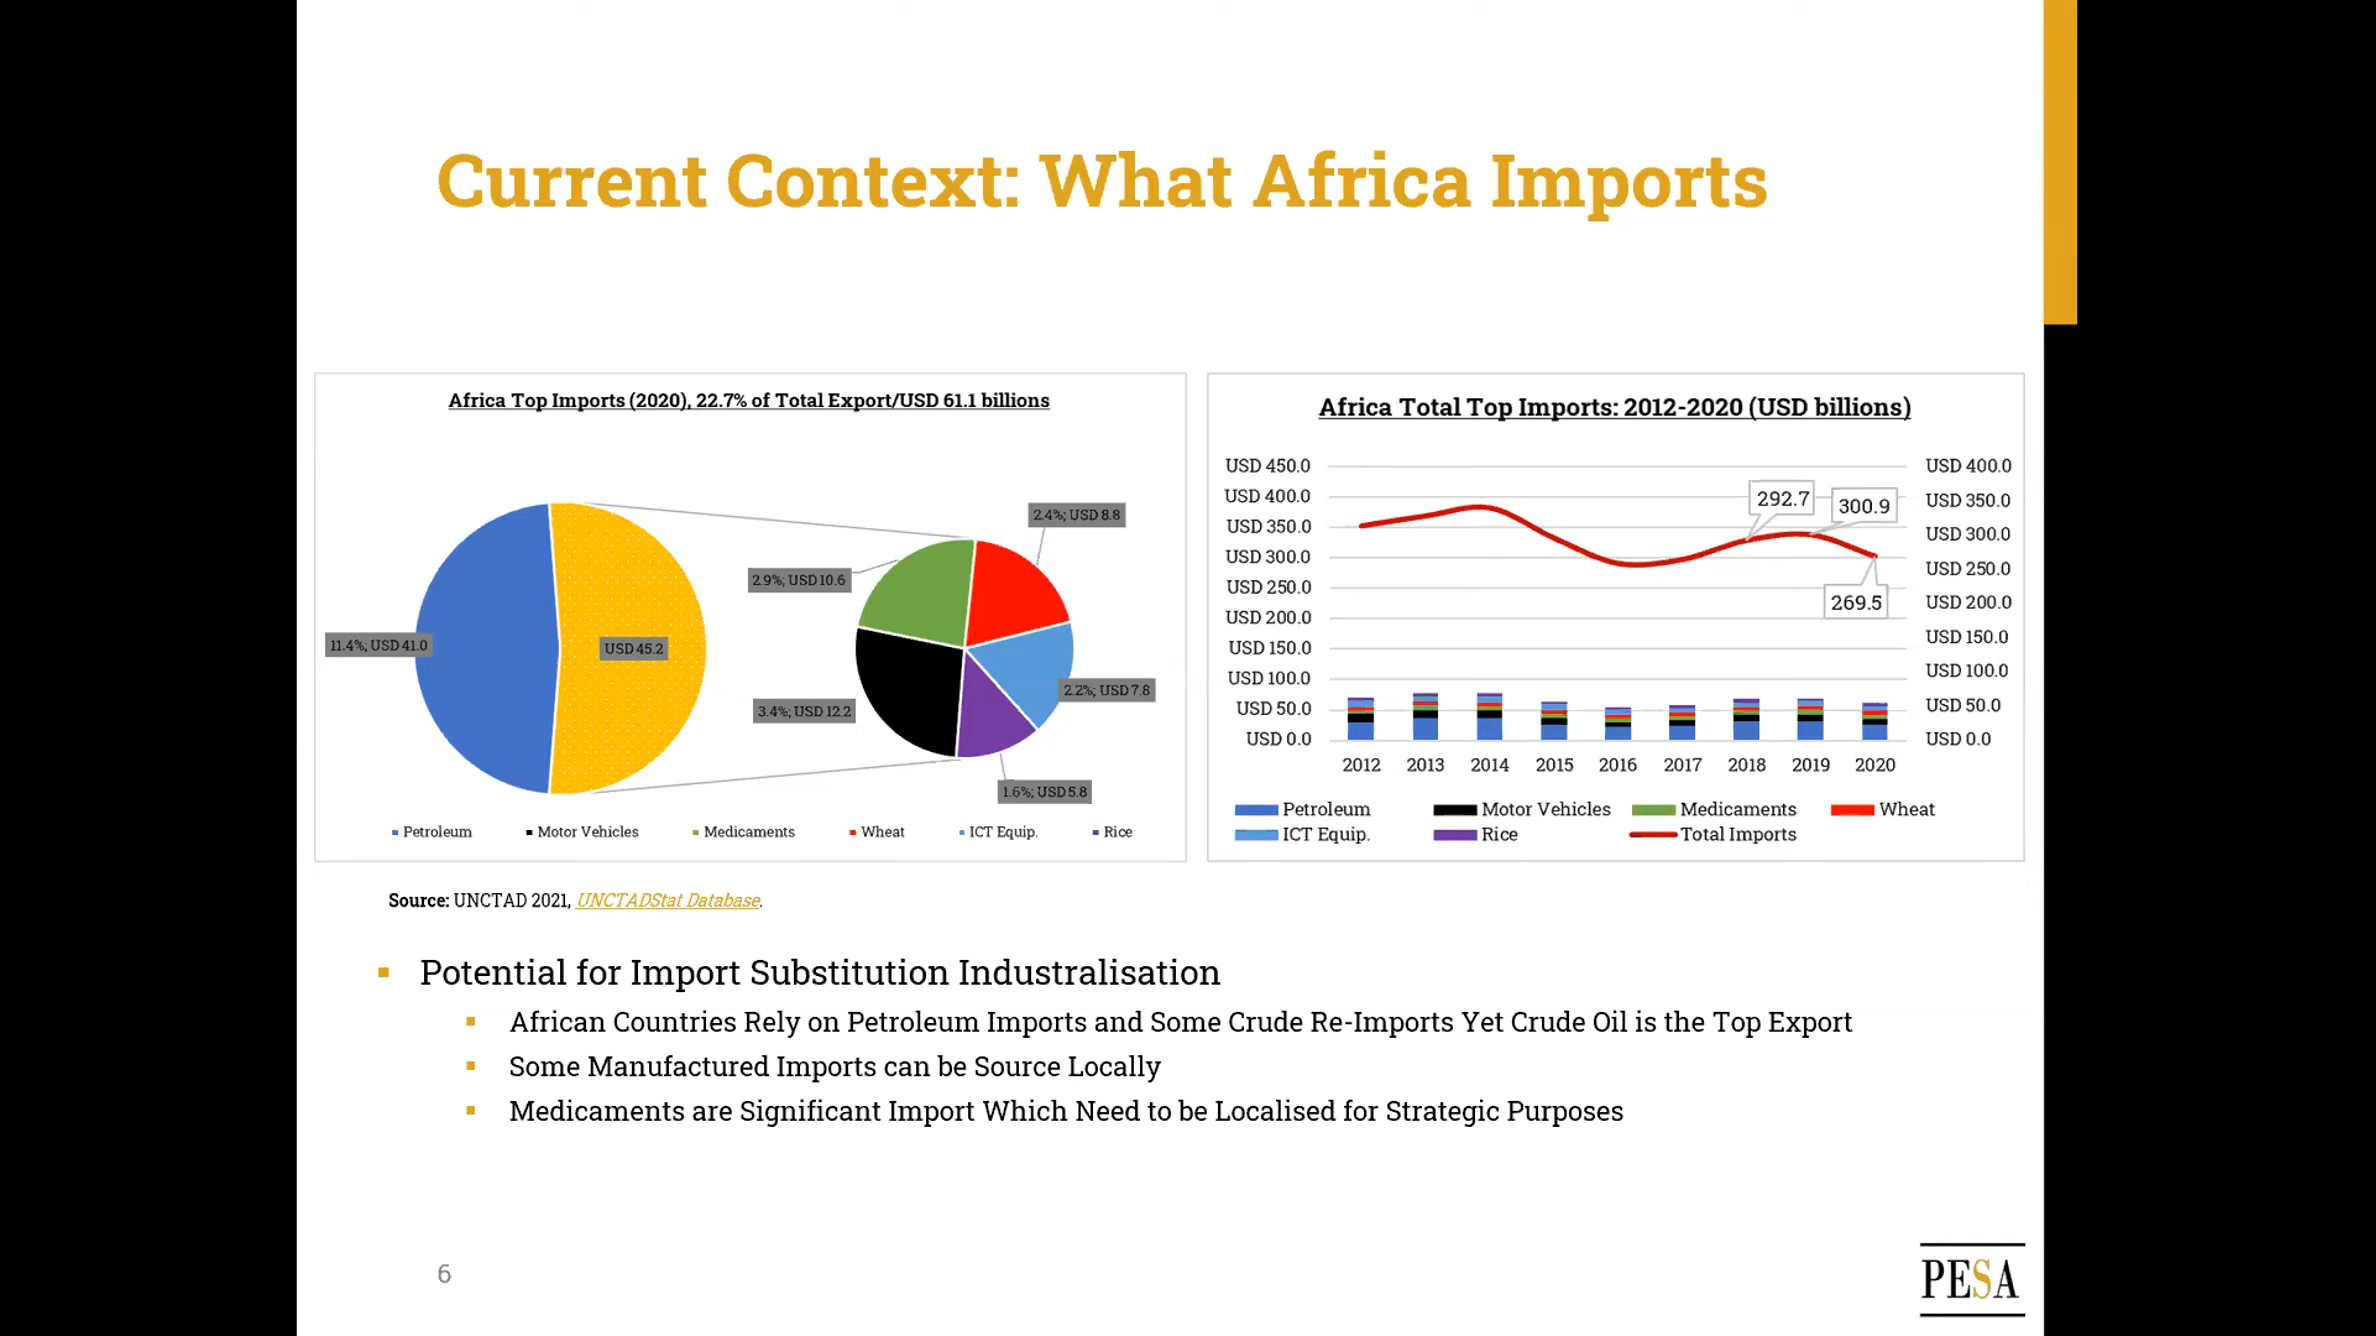 Current Context: What Africa Imports
Africa Top Imports (2020), 22.7% of Total Export/USD 61.1 billions
2.4%; USD 8.8
2.9%; USD 10.6
11.4%; USD 41.0
USD 45.2
2.2%; USD 7.8
3.4%; USD 12.2
1.6%; USD 5.8
Petroleum Motor Vehicles Medicaments Wheat ICT Equip. Rice
Africa Total Top Imports: 2012-2020 (USD billions)
USD 450.0
USD 400.0
USD 350.0
USD 300.0
USD 250.0
USD 200.0
USD 150.0
USD 100.0
USD 50.0
USD 0.0
292.7
300.9
269.5
USD 400.0
USD 350.0
USD 300.0
USD 250.0
USD 200.0
USD 150.0
USD 100.0
USD 50.0
USD 0.0
2012 2013 2014 2015 2016 2017 2018 2019 2020
Petroleum Motor Vehicles Medicaments Wheat
ICT Equip. Rice Total Imports
Source: UNCTAD 2021, UNCTADStat Database.
Potential for Import Substitution Industralisation
African Countries Rely on Petroleum Imports and Some Crude Re-Imports Yet Crude Oil is the Top Export
Some Manufactured Imports can be Source Locally
Medicaments are Significant Import Which Need to be Localised for Strategic Purposes
6
PESA